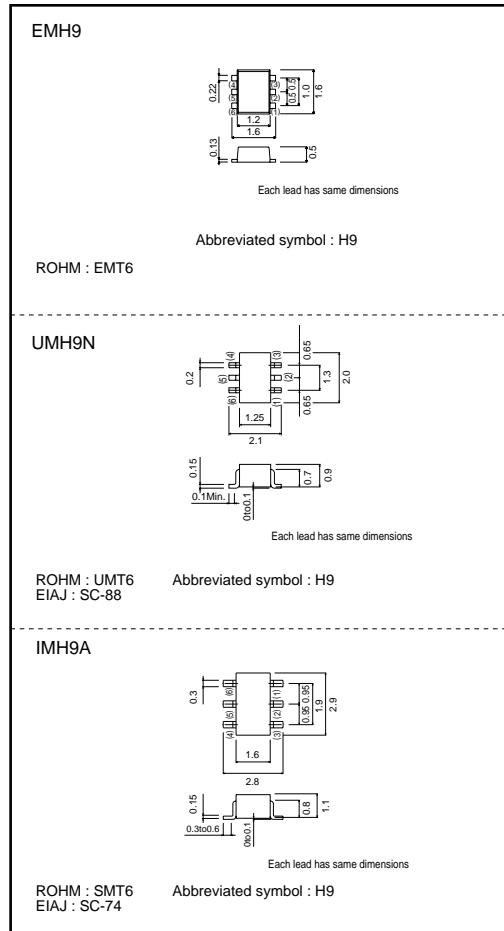 EMH9
0.22
(4)
(3)
(5)
(2)
(6)
(1)
0.5 0.5
1.0
1.6
1.2
1.6
0.13
0.5
Each lead has same dimensions
Abbreviated symbol : H9
ROHM : EMT6
UMH9N
0.2
(4)
(3)
(5)
(2)
(6)
(1)
0.65
1.3
2.0
0.65
1.25
2.1
0.15
0.1Min.
0to0.1
0.7
0.9
Each lead has same dimensions
ROHM : UMT6 Abbreviated symbol : H9
EIAJ : SC-88
IMH9A
0.3
(6)
(1)
(5)
(2)
(4)
(3)
0.95 0.95
1.9
2.9
1.6
2.8
0.15
0.3to0.6
0to0.1
0.8
1.1
Each lead has same dimensions
ROHM : SMT6 Abbreviated symbol : H9
EIAJ : SC-74